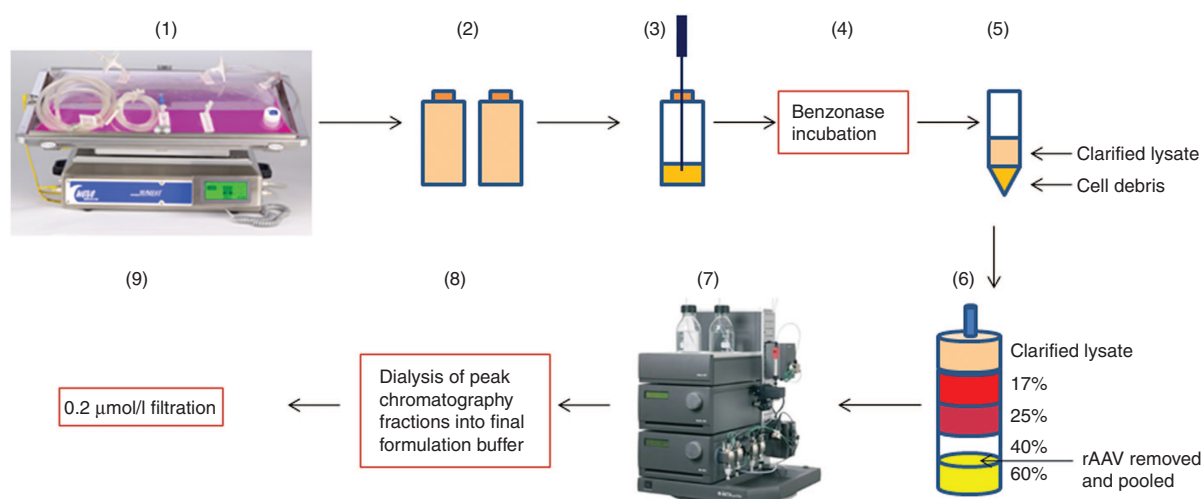 (1)
(2)
(3)
(4)
(5)
Benzonase
incubation
Clarified lysate
Cell debris
(9)
(8)
(7)
(6)
0.2 μmol/l filtration
Dialysis of peak
chromatography
fractions into final
formulation buffer
Clarified lysate
17%
25%
40%
60%
rAAV removed
and pooled